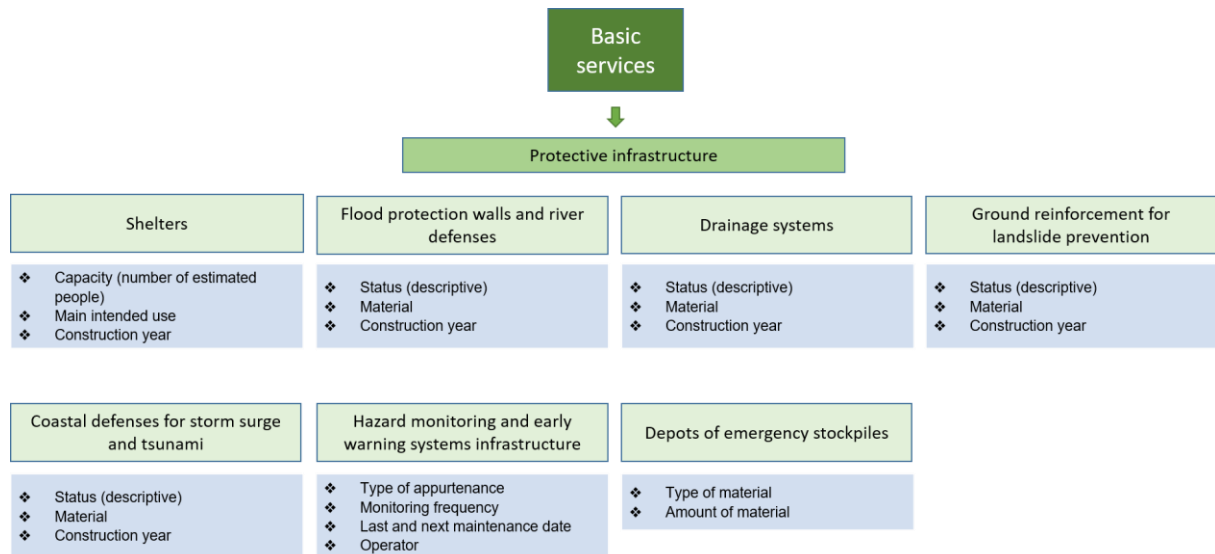 Basic
services
Protective infrastructure
Shelters
❖ Capacity (number of estimated
people)
❖ Main intended use
❖ Construction year
Flood protection walls and river
defenses
❖ Status (descriptive)
❖ Material
❖ Construction year
Drainage systems
❖ Status (descriptive)
❖ Material
❖ Construction year
Ground reinforcement for
landslide prevention
❖ Status (descriptive)
❖ Material
❖ Construction year
Coastal defenses for storm surge
and tsunami
❖ Status (descriptive)
❖ Material
❖ Construction year
Hazard monitoring and early
warning systems infrastructure
❖ Type of appurtenance
❖ Monitoring frequency
❖ Last and next maintenance date
❖ Operator
Depots of emergency stockpiles
❖ Type of material
❖ Amount of material